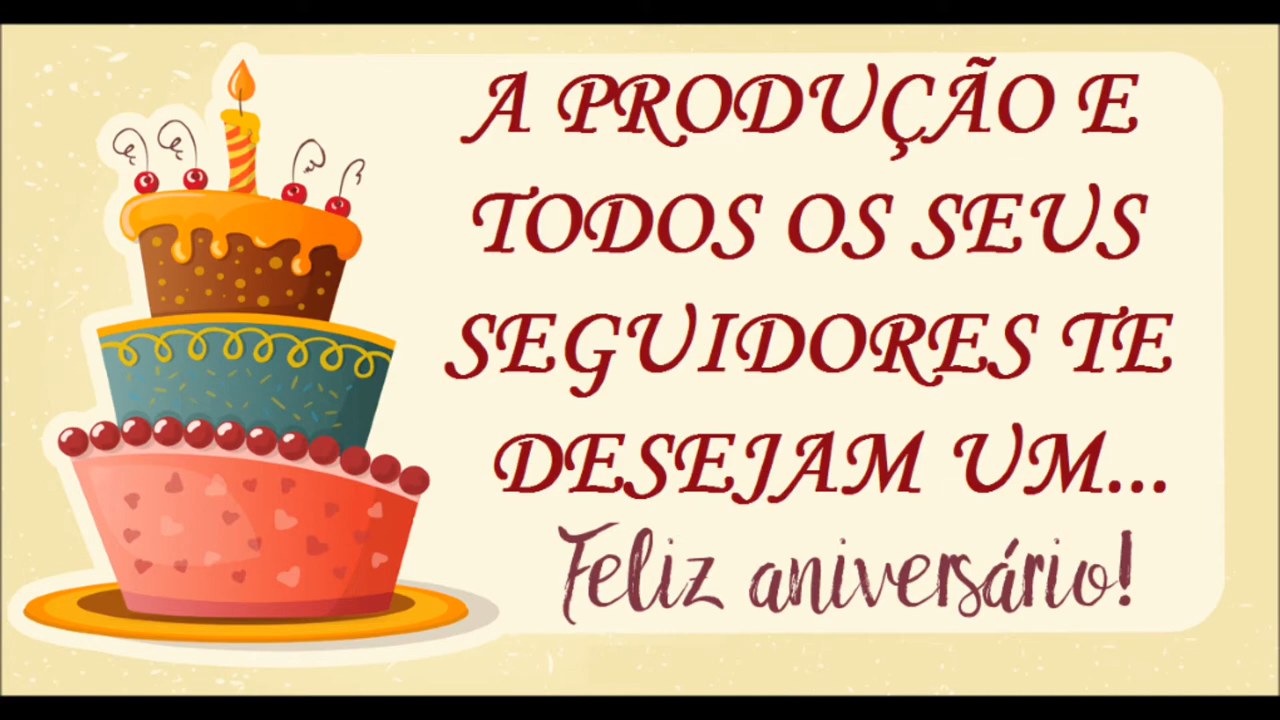 A PRODUÇÃO E
TODOS OS SEUS
SEGUIDORES TE
DESEJAM UM...
Feliz aniversário!